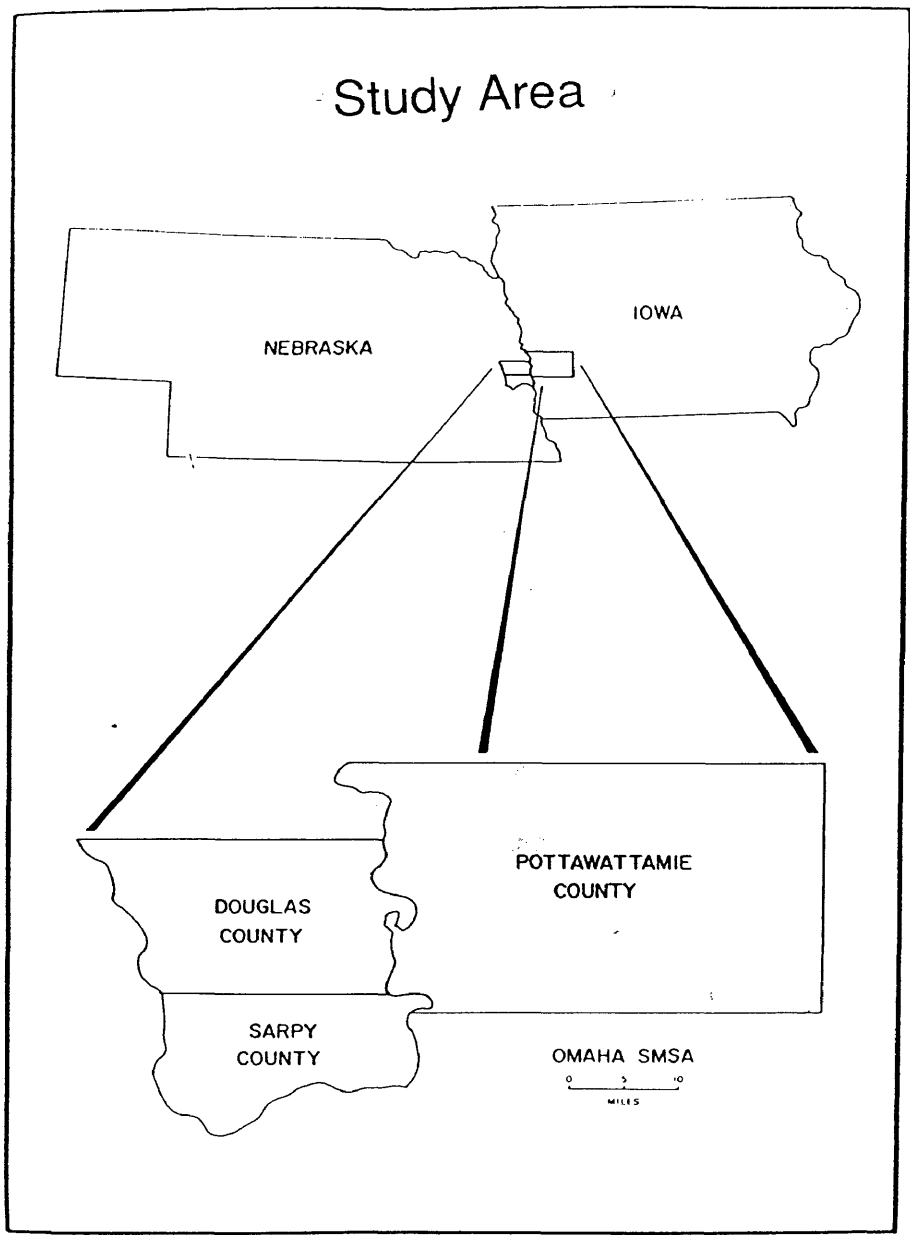 Study Area
NEBRASKA
IOWA
POTTAWATTAMIE
COUNTY
DOUGLAS
COUNTY
SARPY
COUNTY
OMAHA SMSA
0 5 10
MILES